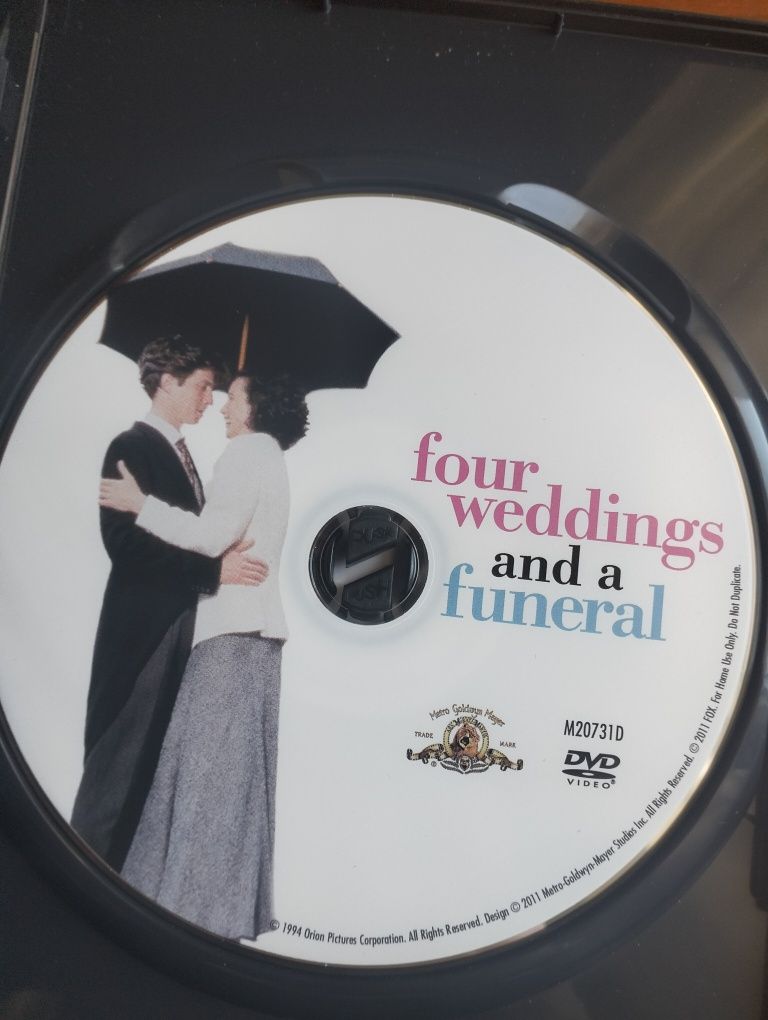 four
weddings
and a
funeral
Metro Goldwyn Mayer
TRADE MARK
®
M20731D
DVD
VIDEO
© 1994 Orion Pictures Corporation. All Rights Reserved. Design © 2011 Metro-Goldwyn-Mayer Studios Inc. All Rights Reserved. © 2011 FOX. For Home Use Only. Do Not Duplicate.
PUSH
PUSH